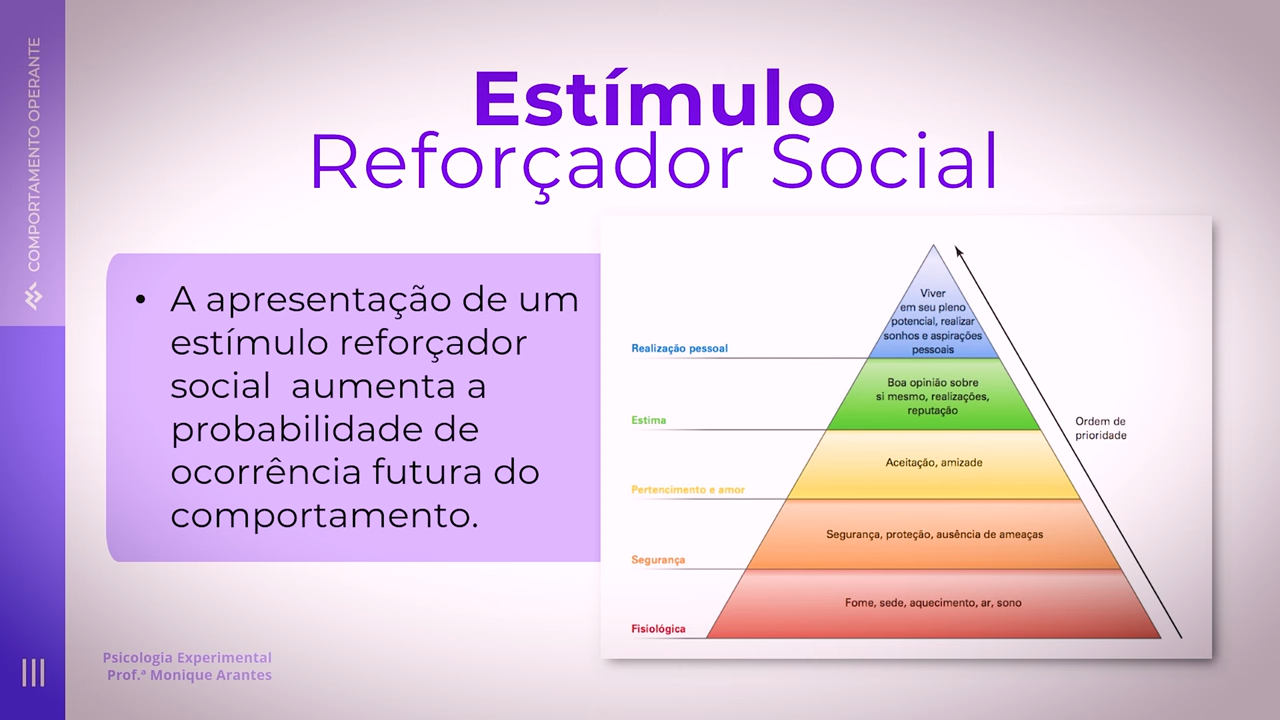 COMPORTAMENTO OPERANTE
Estímulo
Reforçador Social
• A apresentação de um
estímulo reforçador
social aumenta a
probabilidade de
ocorrência futura do
comportamento.
Viver
em seu pleno
potencial, realizar
sonhos e aspirações
pessoais
Realização pessoal
Boa opinião sobre
si mesmo, realizações,
reputação
Estima
Ordem de
prioridade
Aceitação, amizade
Pertencimento e amor
Segurança, proteção, ausência de ameaças
Segurança
Fome, sede, aquecimento, ar, sono
Fisiológica
Psicologia Experimental
Prof.ª Monique Arantes